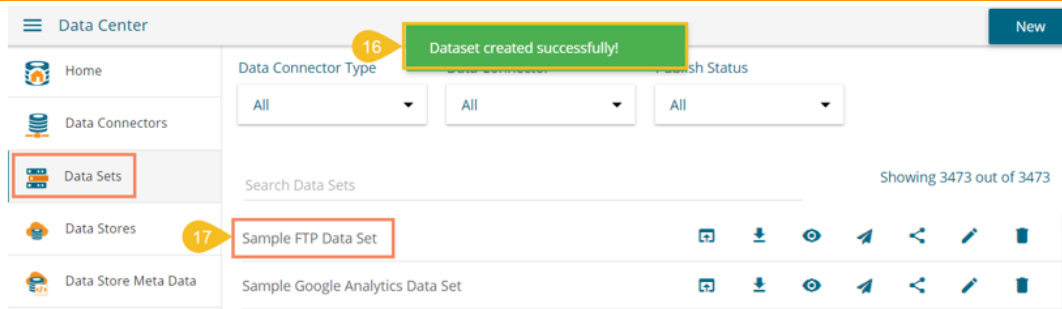 Data Center
New
16
Dataset created successfully!
Home
Data Connector Type
Data Connector
Publish Status
All
All
All
Data Connectors
Data Sets
Search Data Sets
Showing 3473 out of 3473
Data Stores
17
Sample FTP Data Set
Data Store Meta Data
Sample Google Analytics Data Set